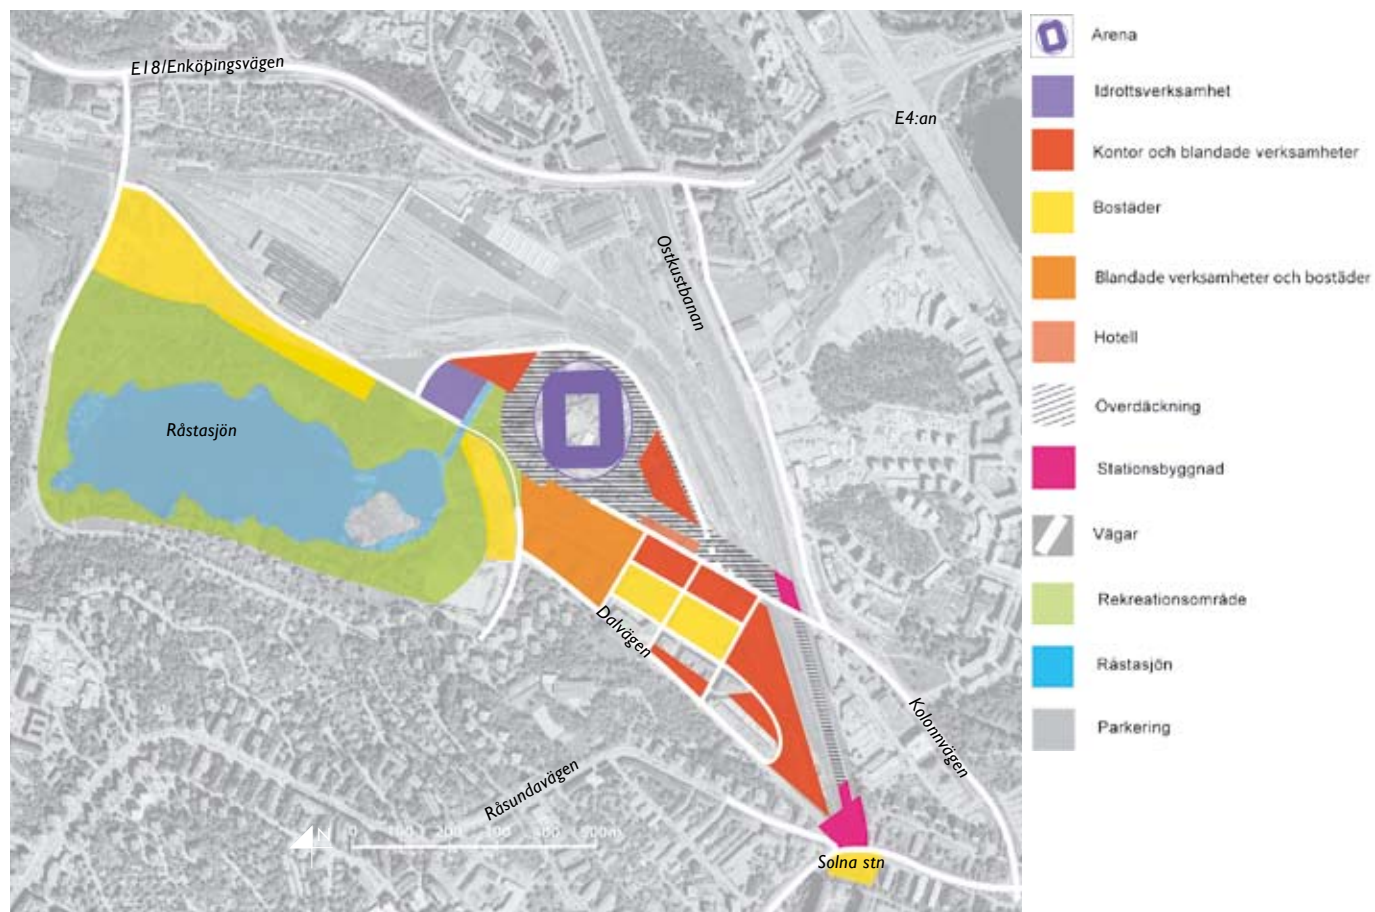 E18/Enköpingsvägen
E4:an
Ostkustbanan
Råstasjön
Dalvägen
Kolonnvägen
Råsundavägen
N 0 100 200 300 400 500m
Solna stn
Arena
Idrottsverksamhet
Kontor och blandade verksamheter
Bostäder
Blandade verksamheter och bostäder
Hotell
Överdäckning
Stationsbyggnad
Vägar
Rekreationsområde
Råstasjön
Parkering